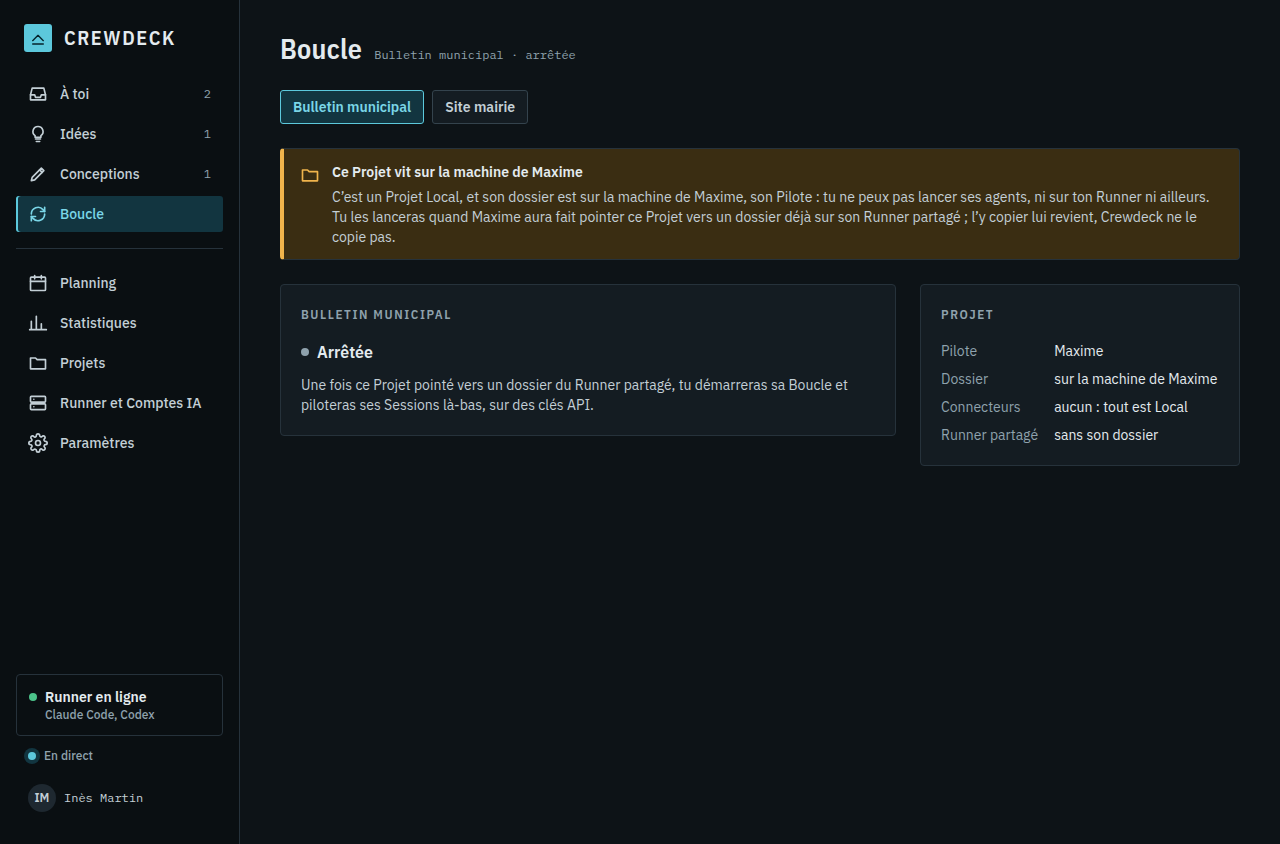 CREWDECK
À toi 2
Idées 1
Conceptions 1
Boucle
Planning
Statistiques
Projets
Runner et Comptes IA
Paramètres
Runner en ligne
Claude Code, Codex
En direct
IM Inès Martin
Boucle Bulletin municipal · arrêtée
Bulletin municipal Site mairie
Ce Projet vit sur la machine de Maxime
C’est un Projet Local, et son dossier est sur la machine de Maxime, son Pilote : tu ne peux pas lancer ses agents, ni sur ton Runner ni ailleurs.
Tu les lanceras quand Maxime aura fait pointer ce Projet vers un dossier déjà sur son Runner partagé ; l’y copier lui revient, Crewdeck ne le
copie pas.
BULLETIN MUNICIPAL
Arrêtée
Une fois ce Projet pointé vers un dossier du Runner partagé, tu démarreras sa Boucle et
piloteras ses Sessions là-bas, sur des clés API.
PROJET
Pilote Maxime
Dossier sur la machine de Maxime
Connecteurs aucun : tout est Local
Runner partagé sans son dossier